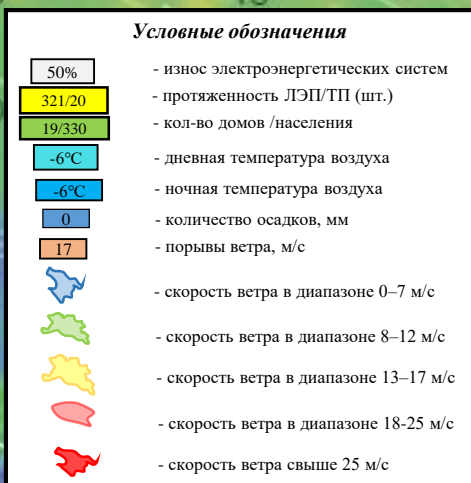 Условные обозначения
50% - износ электроэнергетических систем
321/20 - протяженность ЛЭП/ТП (шт.)
19/330 - кол-во домов /населения
-6°С - дневная температура воздуха
-6°С - ночная температура воздуха
0 - количество осадков, мм
17 - порывы ветра, м/с
- скорость ветра в диапазоне 0–7 м/с
- скорость ветра в диапазоне 8–12 м/с
- скорость ветра в диапазоне 13–17 м/с
- скорость ветра в диапазоне 18-25 м/с
- скорость ветра свыше 25 м/с